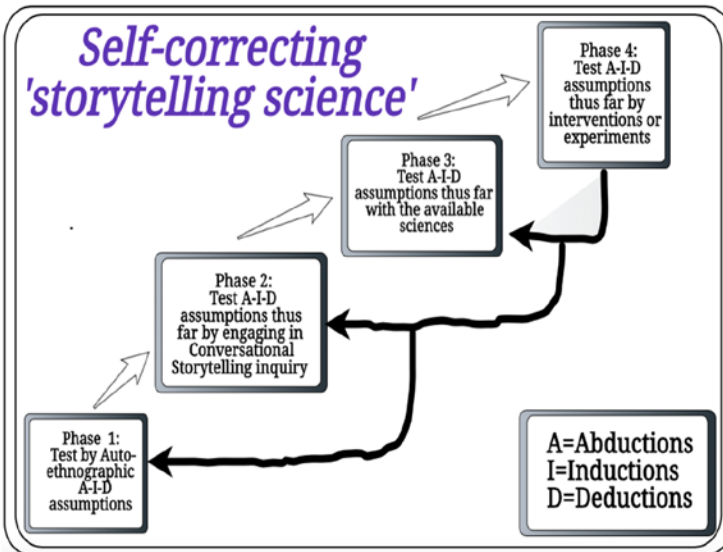 Self-correcting
'storytelling science'
Phase 4:
Test A-I-D
assumptions
thus far by
interventions or
experiments
Phase 3:
Test A-I-D
assumptions thus far
with the available
sciences
Phase 2:
Test A-I-D
assumptions thus
far by engaging in
Conversational
Storytelling inquiry
Phase 1:
Test by Auto-
ethnographic
A-I-D
assumptions
A=Abductions
I=Inductions
D=Deductions